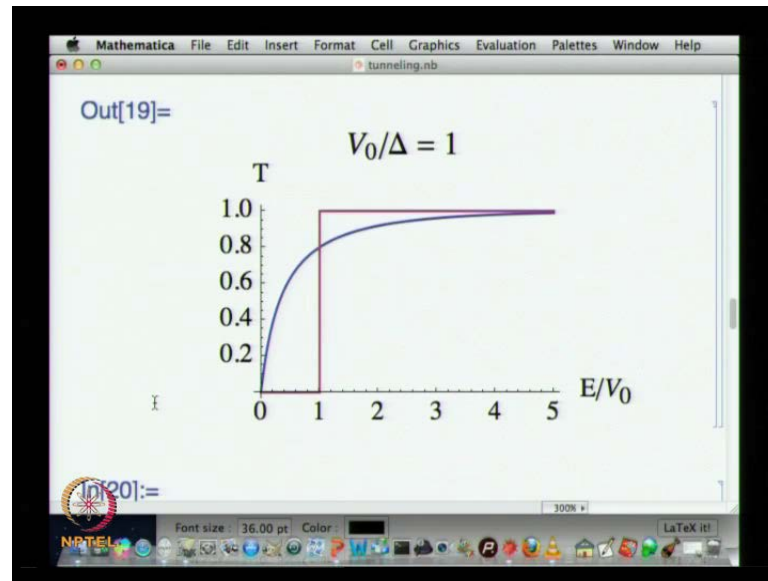 Mathematica File Edit Insert Format Cell Graphics Evaluation Palettes Window Help
tunneling.nb
Out[19]=
V₀/Δ = 1
T
1.0
0.8
0.6
0.4
0.2
0 1 2 3 4 5
E/V₀
In[20]:=
300%
Font size : 36.00 pt Color : LaTeX it!
NPTEL